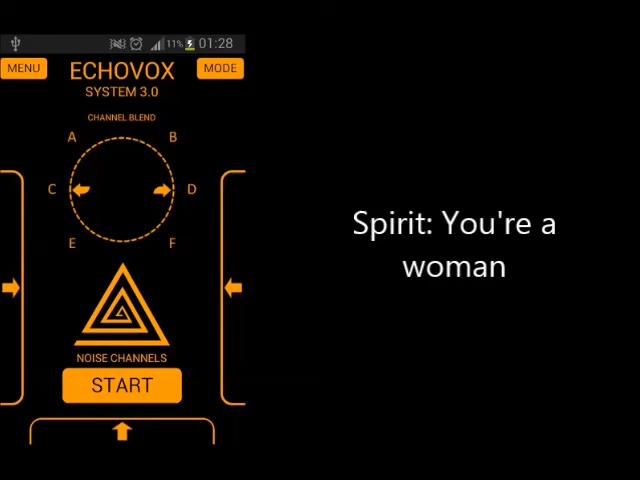 11% 01:28
MENU
ECHOVOX
MODE
SYSTEM 3.0
CHANNEL BLEND
A B
C D
E F
NOISE CHANNELS
START
Spirit: You're a
woman